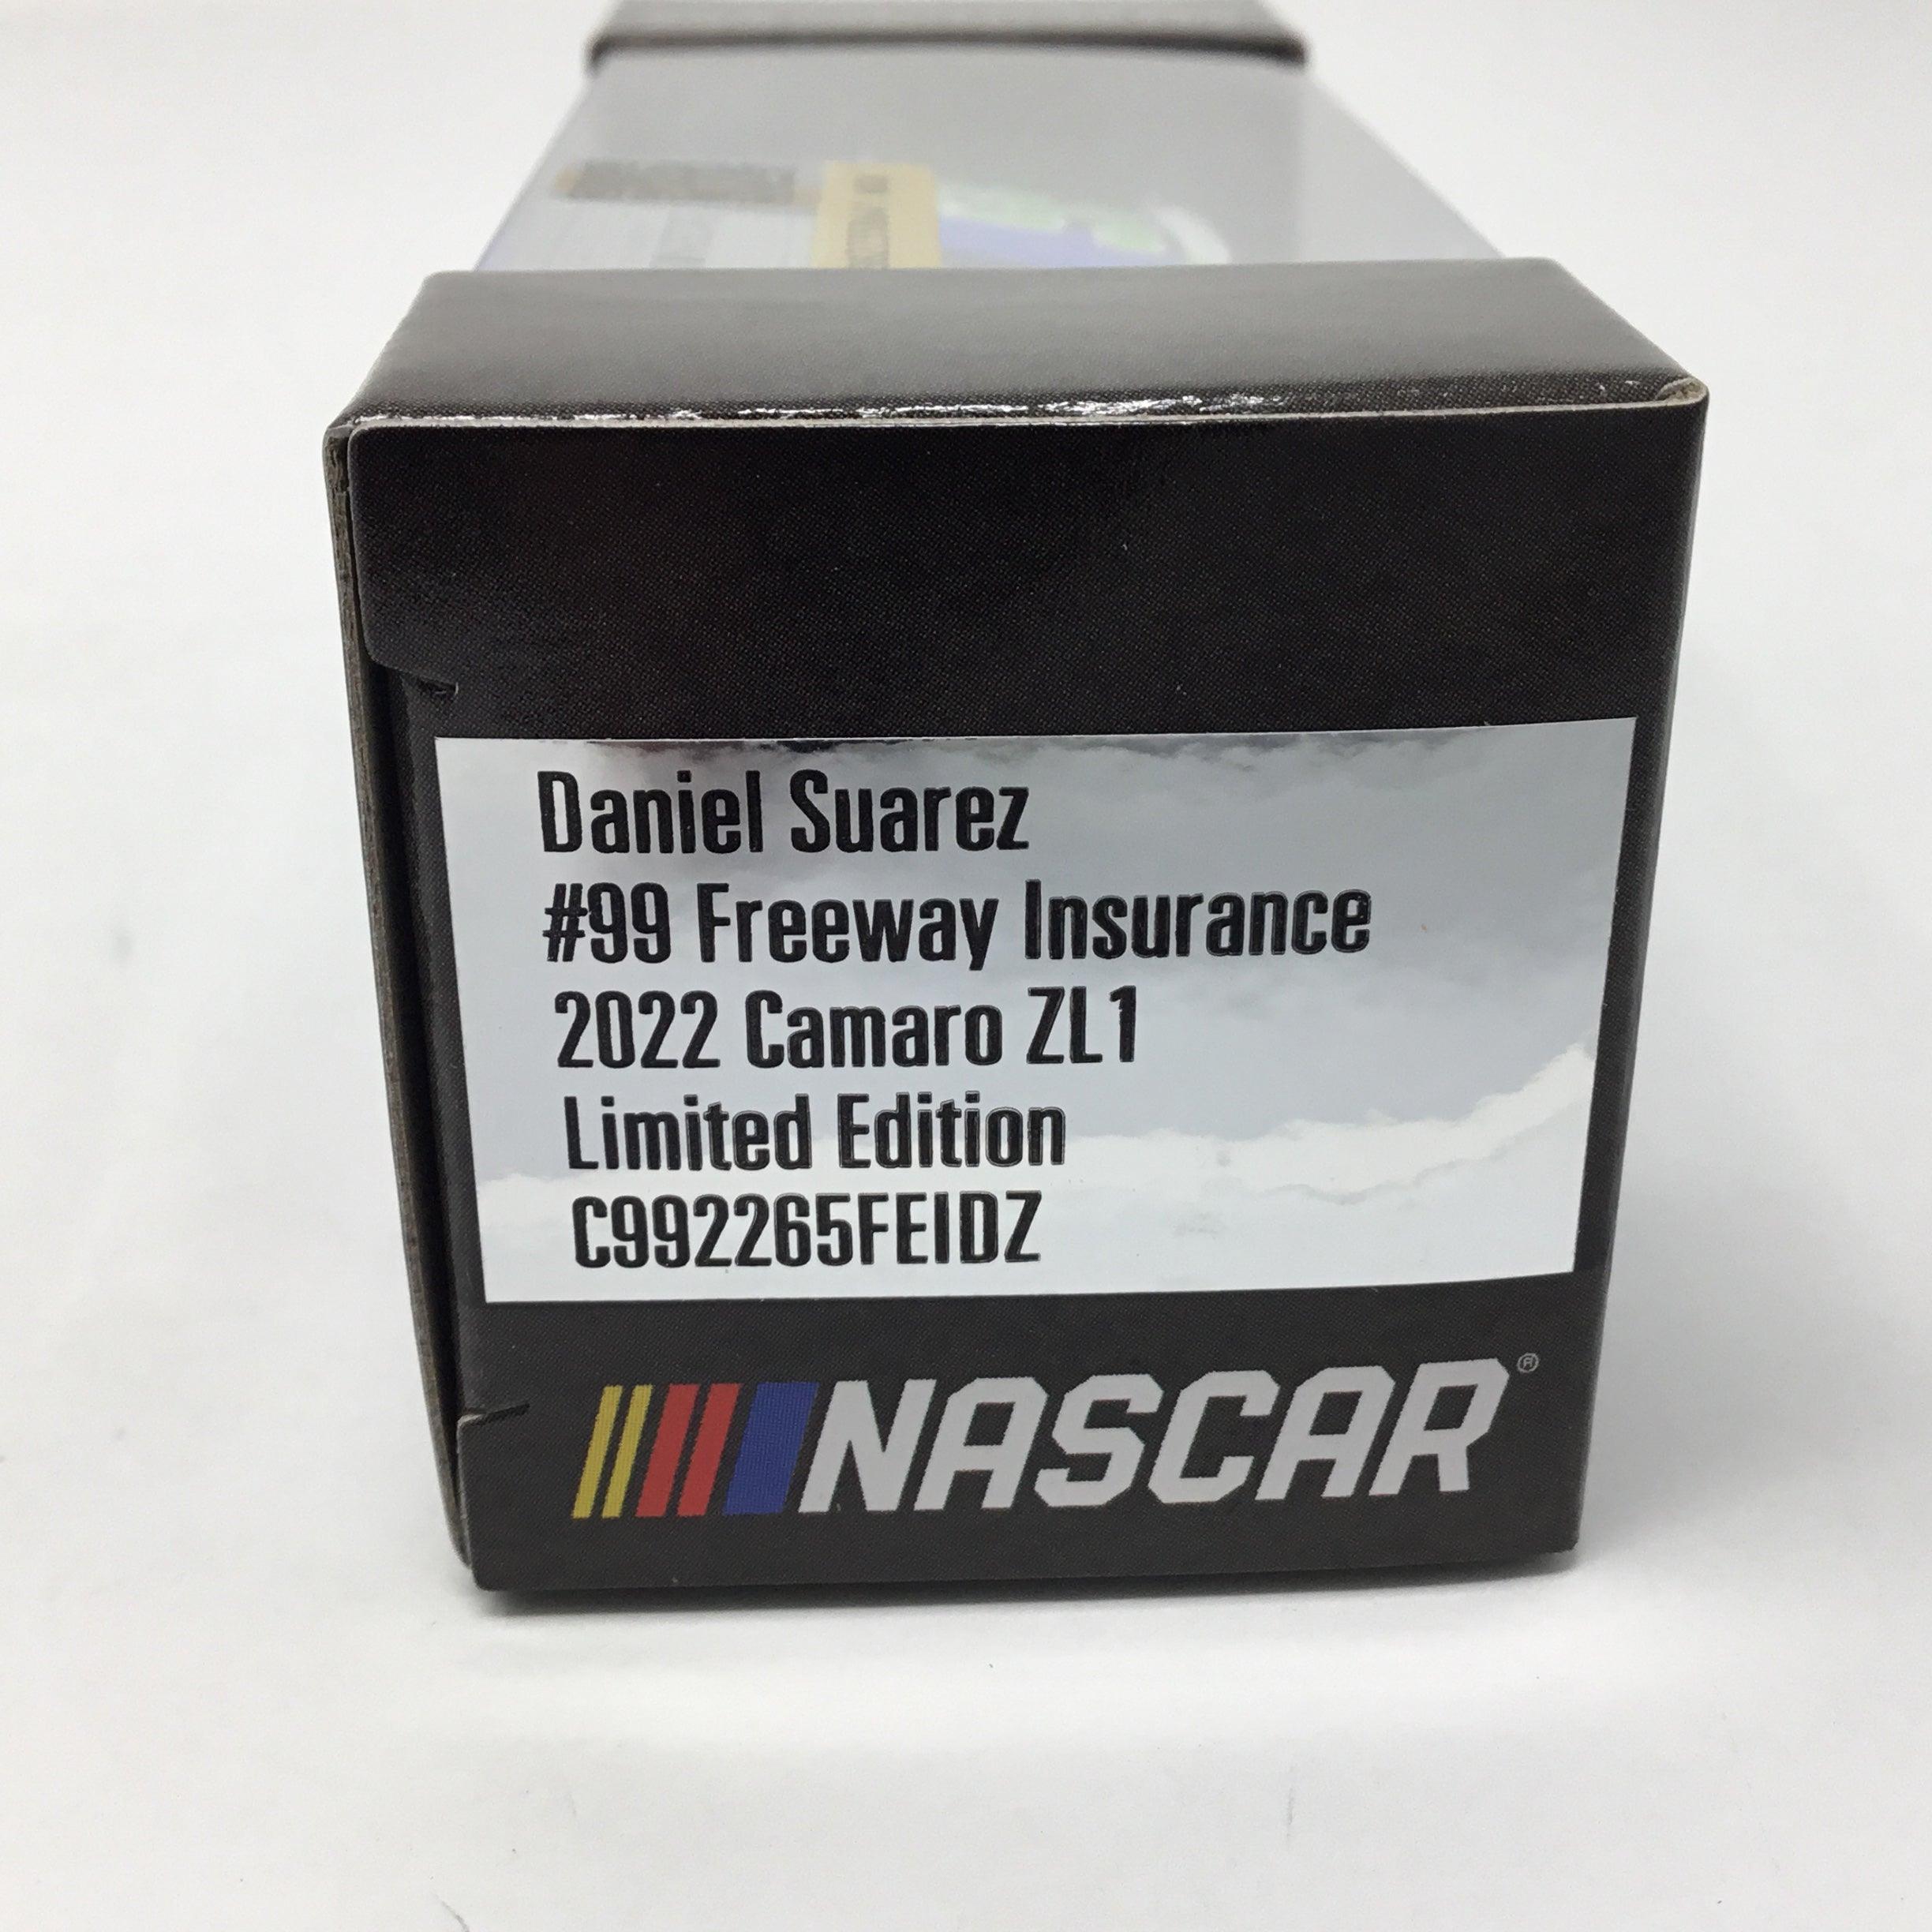 Daniel Suarez
#99 Freeway Insurance
2022 Camaro ZL1
Limited Edition
C992265FEIDZ
NASCAR®